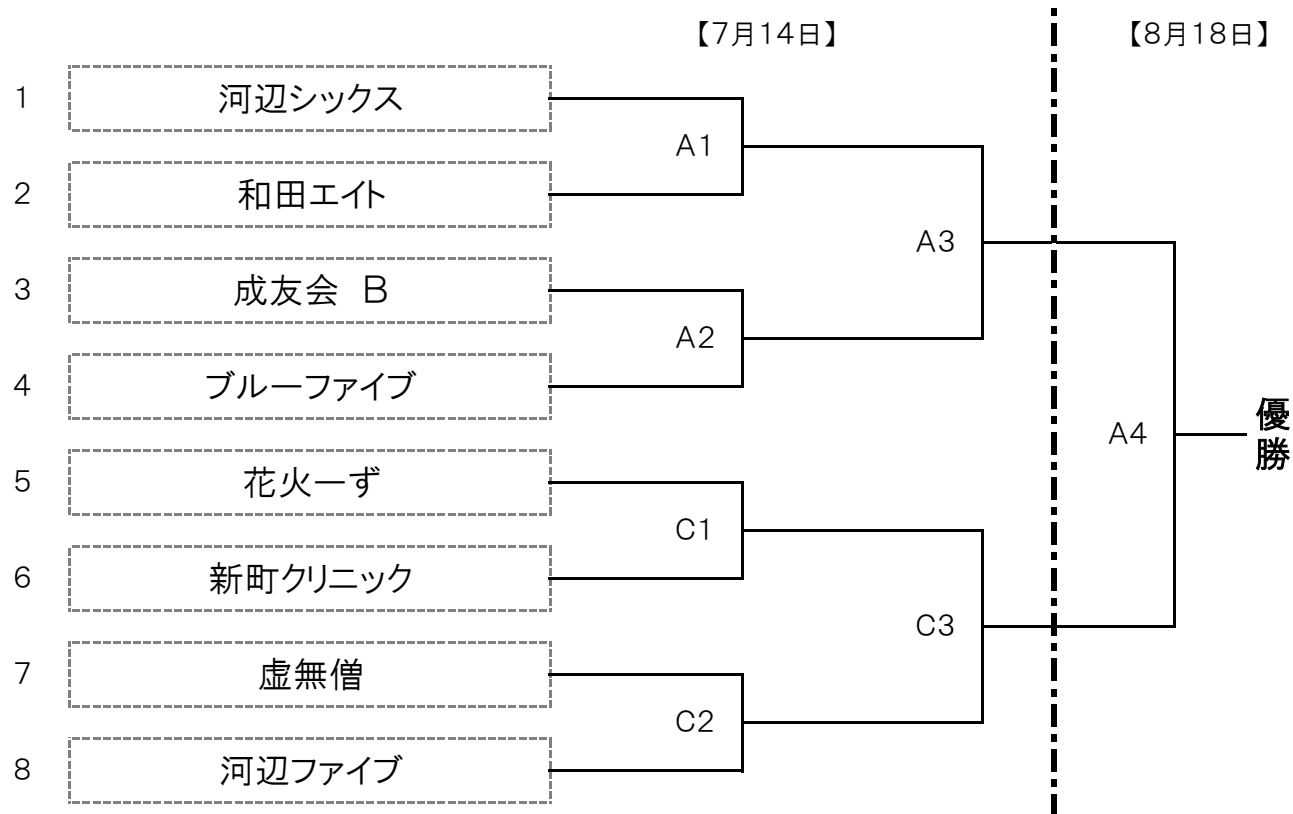 【7月14日】
【8月18日】
1 河辺シックス
A1
2 和田エイト
A3
3 成友会 B
A2
4 ブルーファイブ
優勝
A4
5 花火ーず
C1
6 新町クリニック
C3
7 虚無僧
C2
8 河辺ファイブ